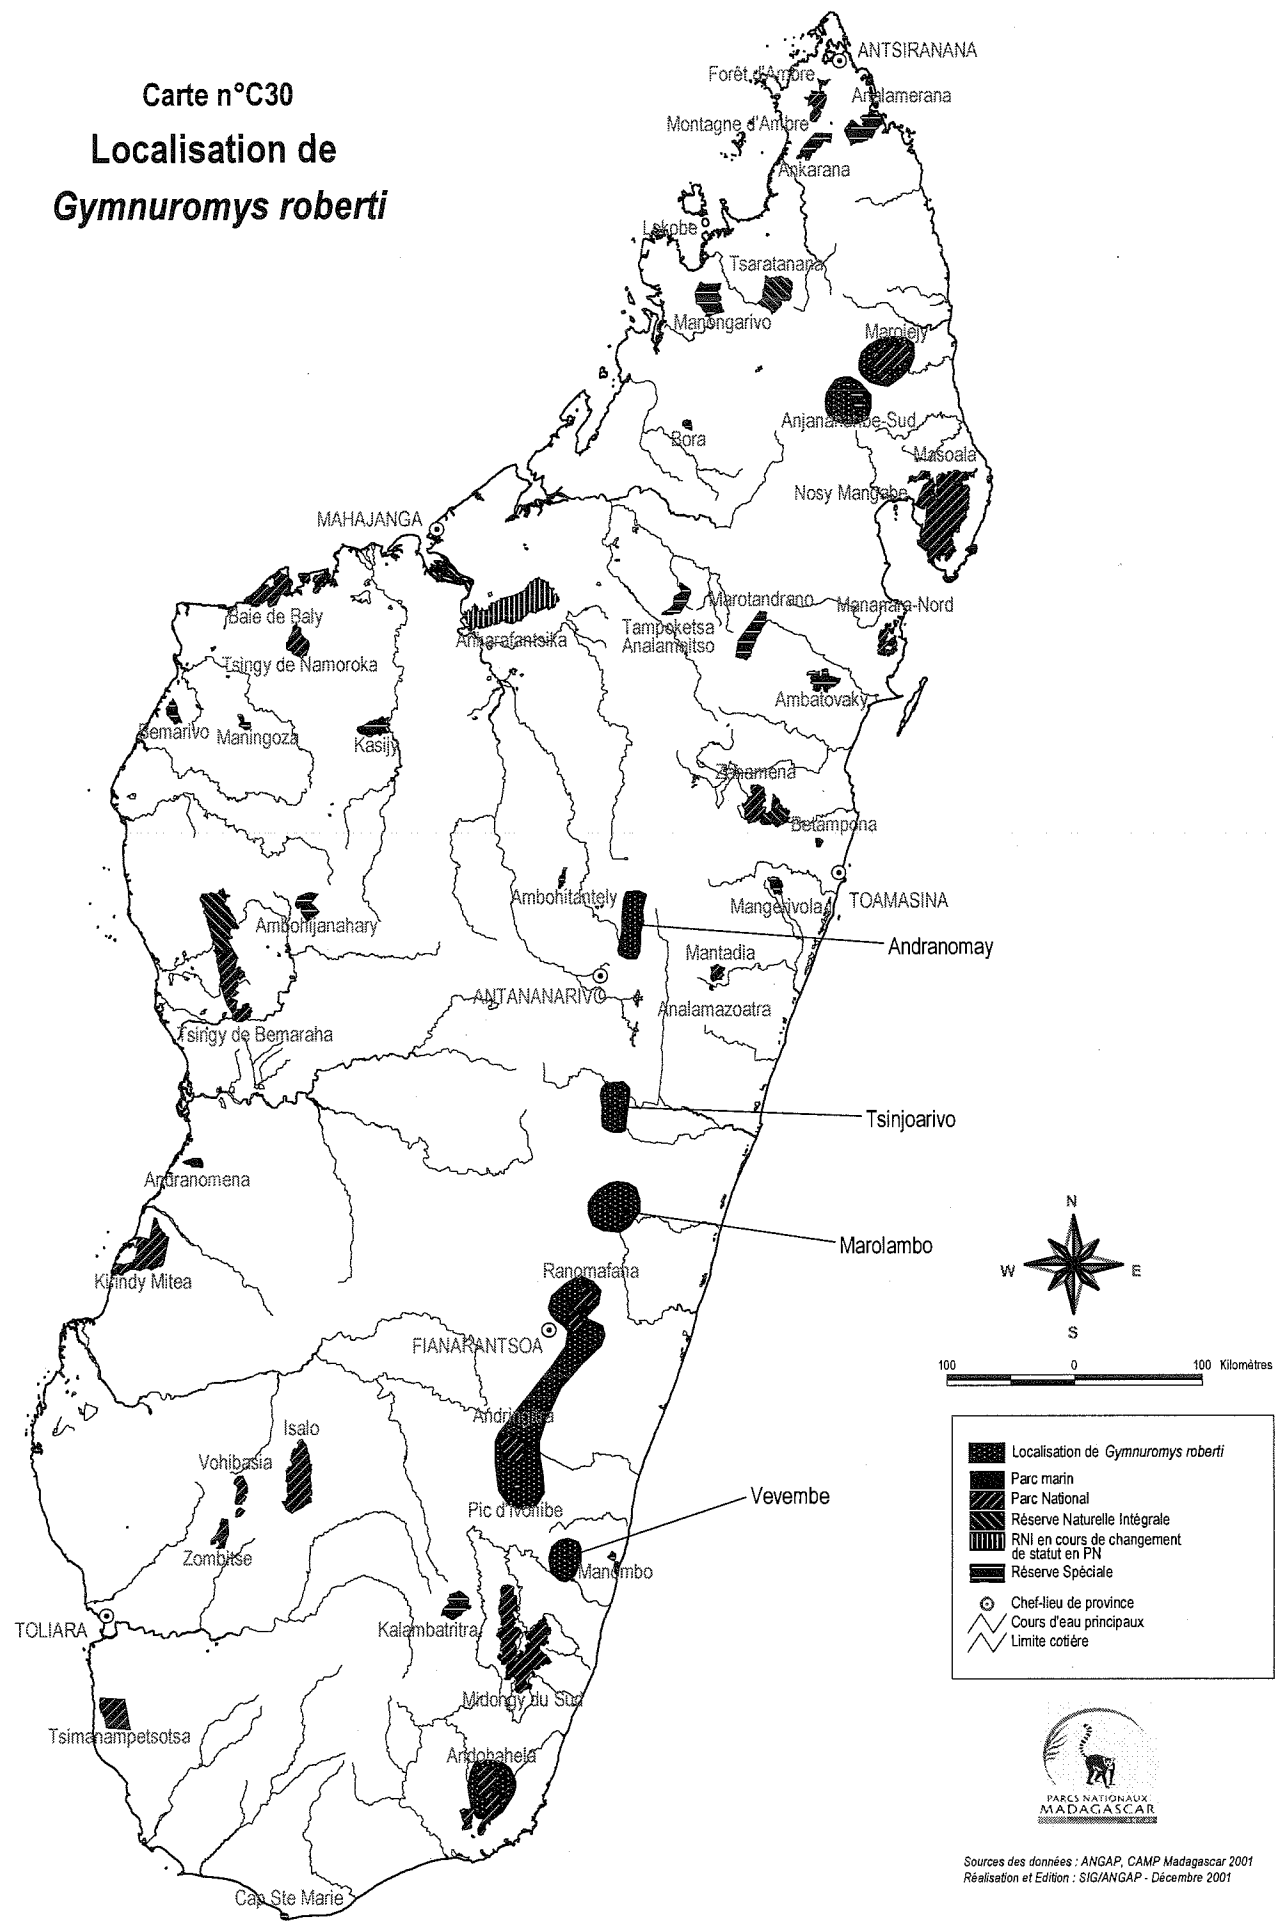 Carte n°C30
Localisation de
Gymnuromys roberti
ANTSIRANANA
Forêt d'Ambre
Analamerana
Montagne d'Ambre
Ankarana
Lokobe
Tsaratanana
Manongarivo
Marojejy
Anjanaharibe-Sud
Bora
Masoala
Nosy Mangabe
MAHAJANGA
Baie de Baly
Ankarafantsika
Tampoketsa
Analamaitso
Marotandrano
Mananara-Nord
Tsingy de Namoroka
Ambatovaky
Bemarivo
Maningoza
Kasijy
Zahamena
Betampona
Ambohitantely
Mangerivola
TOAMASINA
Ambohijanahary
Andranomay
Mantadia
ANTANANARIVO
Analamazoatra
Tsingy de Bemaraha
Tsinjoarivo
Andranomena
Marolambo
Kirindy Mitea
Ranomafana
FIANARANTSOA
Andringitra
Isalo
Vohibasia
Vevembe
Pic d'Ivohibe
Zombitse
Manombo
TOLIARA
Kalambatritra
Midongy du Sud
Tsimanampetsotsa
Andohahela
Cap Ste Marie
N
W
E
S
100 0 100 Kilomètres
Localisation de Gymnuromys roberti
Parc marin
Parc National
Réserve Naturelle Intégrale
RNI en cours de changement
de statut en PN
Réserve Spéciale
Chef-lieu de province
Cours d'eau principaux
Limite cotière
PARCS NATIONAUX
MADAGASCAR
Sources des données : ANGAP, CAMP Madagascar 2001
Réalisation et Edition : SIG/ANGAP - Décembre 2001